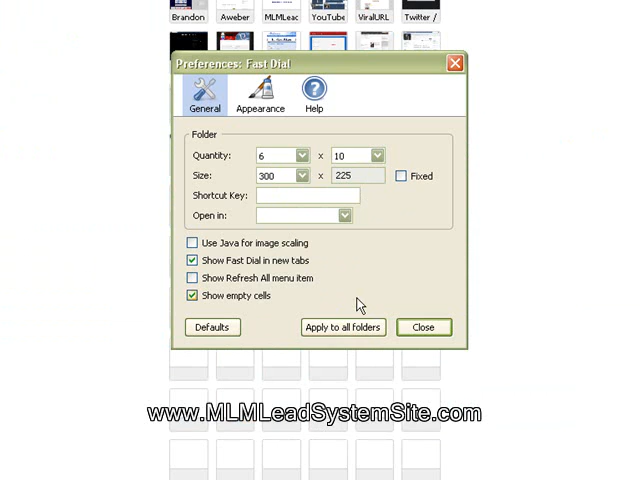 Brandon Aweber MLMLeac YouTube ViralURL Twitter /
Preferences: Fast Dial
General Appearance Help
Folder
Quantity: 6 x 10
Size: 300 x 225 Fixed
Shortcut Key:
Open in:
Use Java for image scaling
Show Fast Dial in new tabs
Show Refresh All menu item
Show empty cells
Defaults Apply to all folders Close
www.MLMLeadSystemSite.com